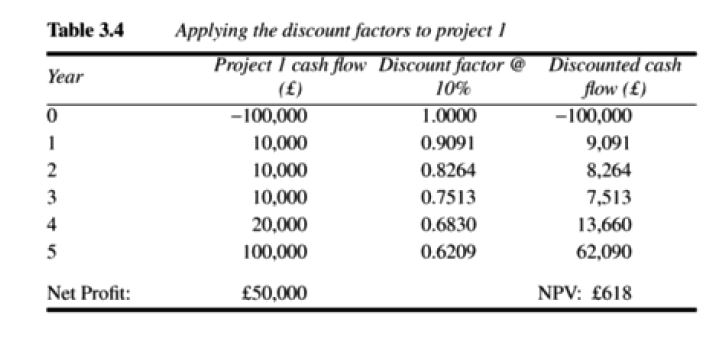 Table 3.4 Applying the discount factors to project 1
Year Project 1 cash flow (£) Discount factor @ 10% Discounted cash flow (£)
0 −100,000 1.0000 −100,000
1 10,000 0.9091 9,091
2 10,000 0.8264 8,264
3 10,000 0.7513 7,513
4 20,000 0.6830 13,660
5 100,000 0.6209 62,090
Net Profit: £50,000 NPV: £618